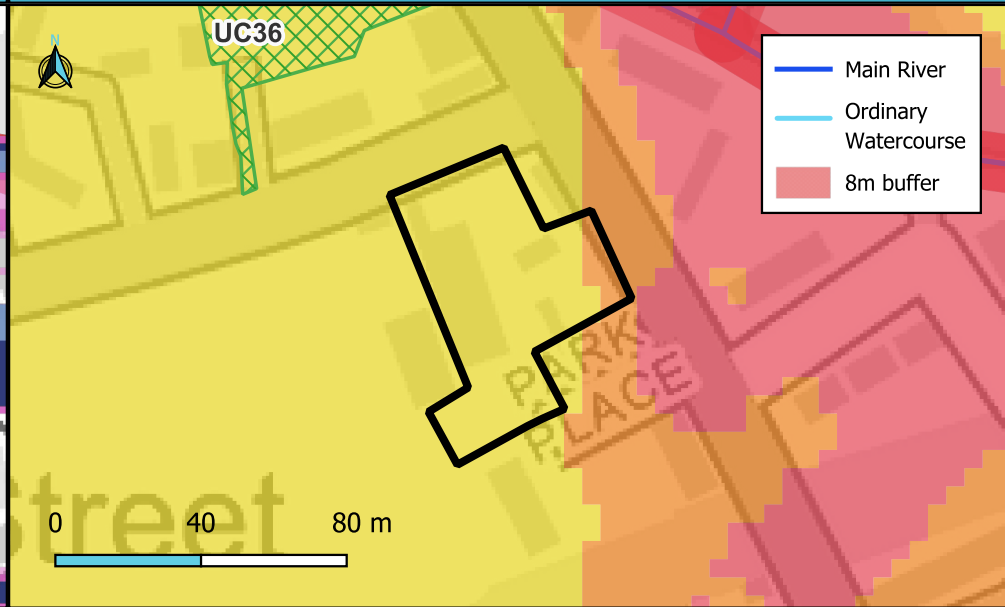 UC36
N
Main River
Ordinary
Watercourse
8m buffer
PARK
PLACE
Street
0 40 80 m